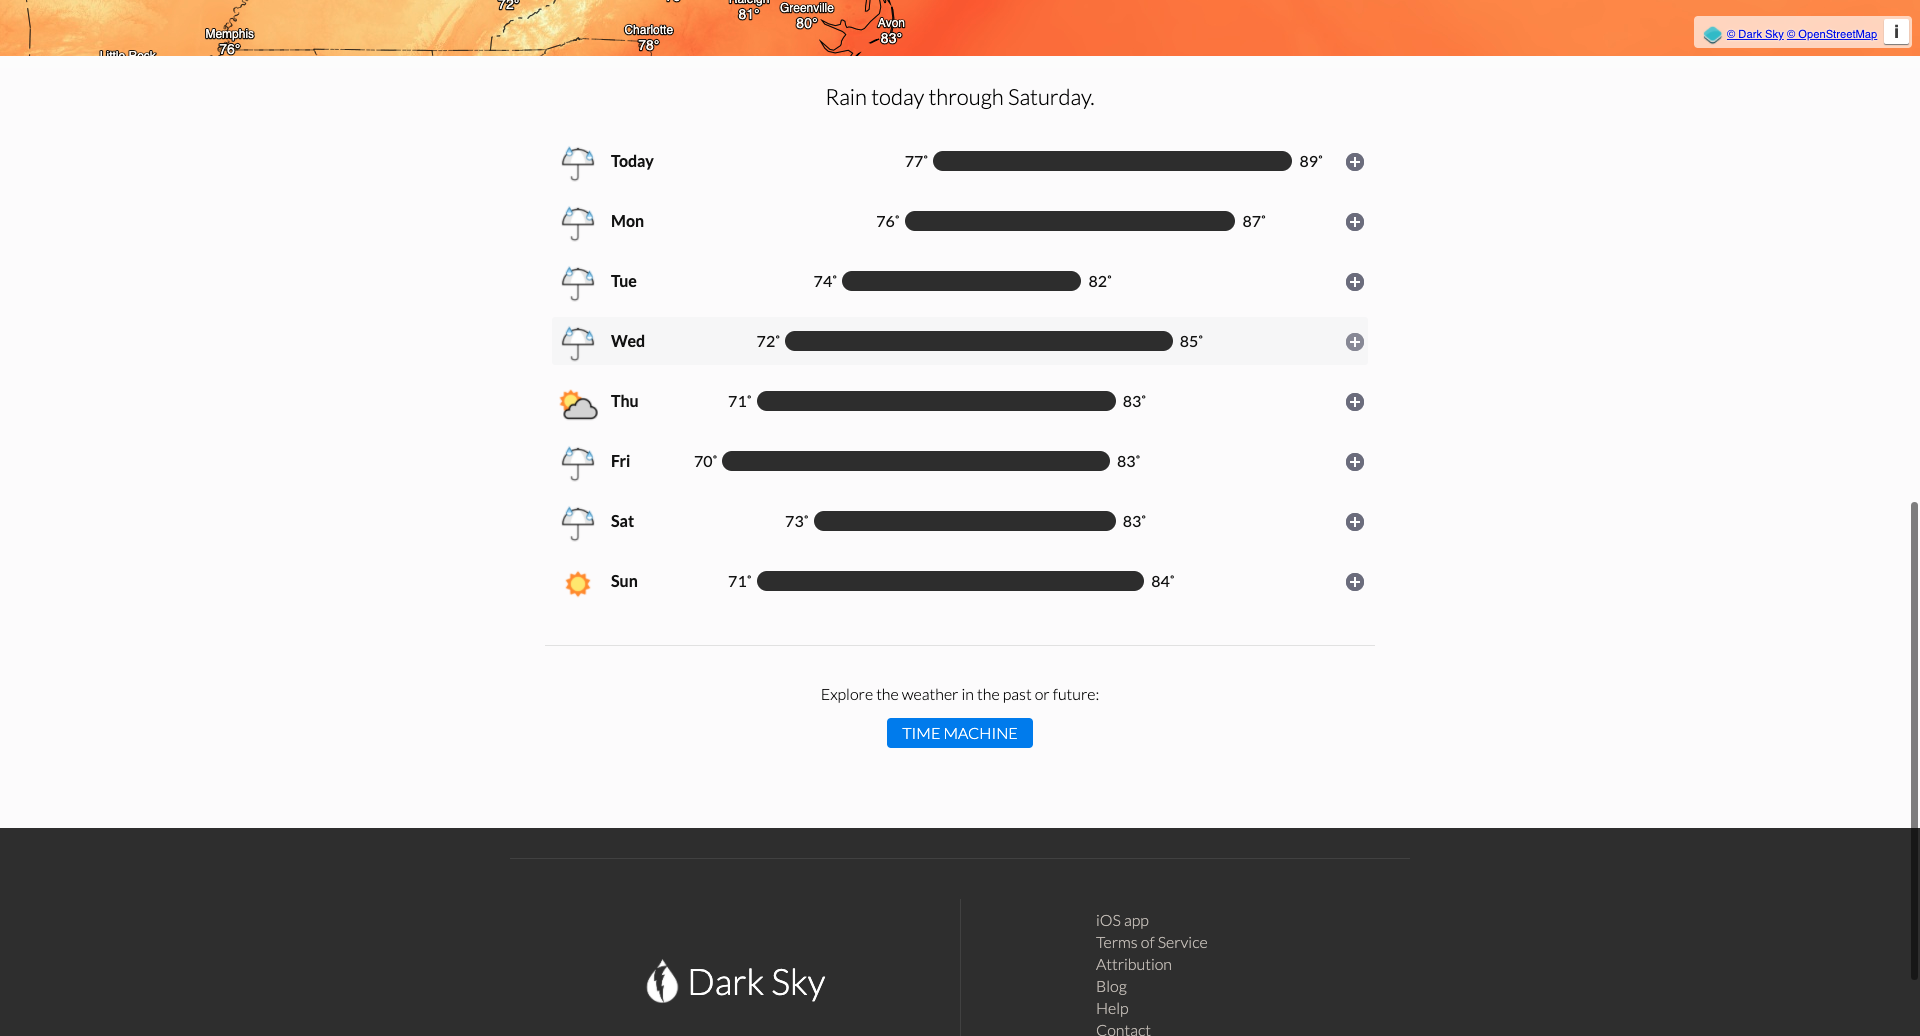 72°
Raleigh
81°
Greenville
80°
Avon
83°
Charlotte
78°
Memphis
76°
Little Rock
© Dark Sky © OpenStreetMap
i
Rain today through Saturday.
Today 77° 89°
Mon 76° 87°
Tue 74° 82°
Wed 72° 85°
Thu 71° 83°
Fri 70° 83°
Sat 73° 83°
Sun 71° 84°
Explore the weather in the past or future:
TIME MACHINE
Dark Sky
iOS app
Terms of Service
Attribution
Blog
Help
Contact